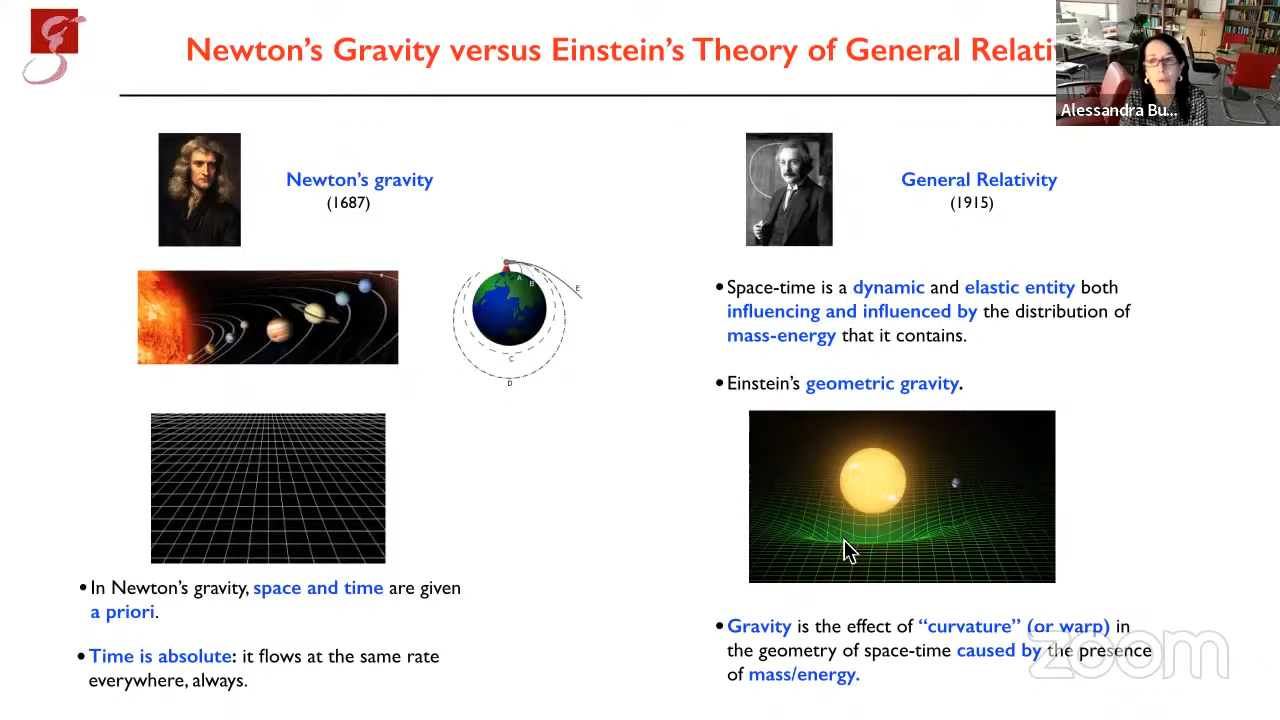 Newton's Gravity versus Einstein's Theory of General Relativ
Alessandra Bu...
Newton's gravity
(1687)
A
B
E
C
D
In Newton's gravity, space and time are given
a priori.
• Time is absolute: it flows at the same rate
everywhere, always.
General Relativity
(1915)
• Space-time is a dynamic and elastic entity both
influencing and influenced by the distribution of
mass-energy that it contains.
• Einstein's geometric gravity.
• Gravity is the effect of “curvature” (or warp) in
the geometry of space-time caused by the presence
of mass/energy.
zoom